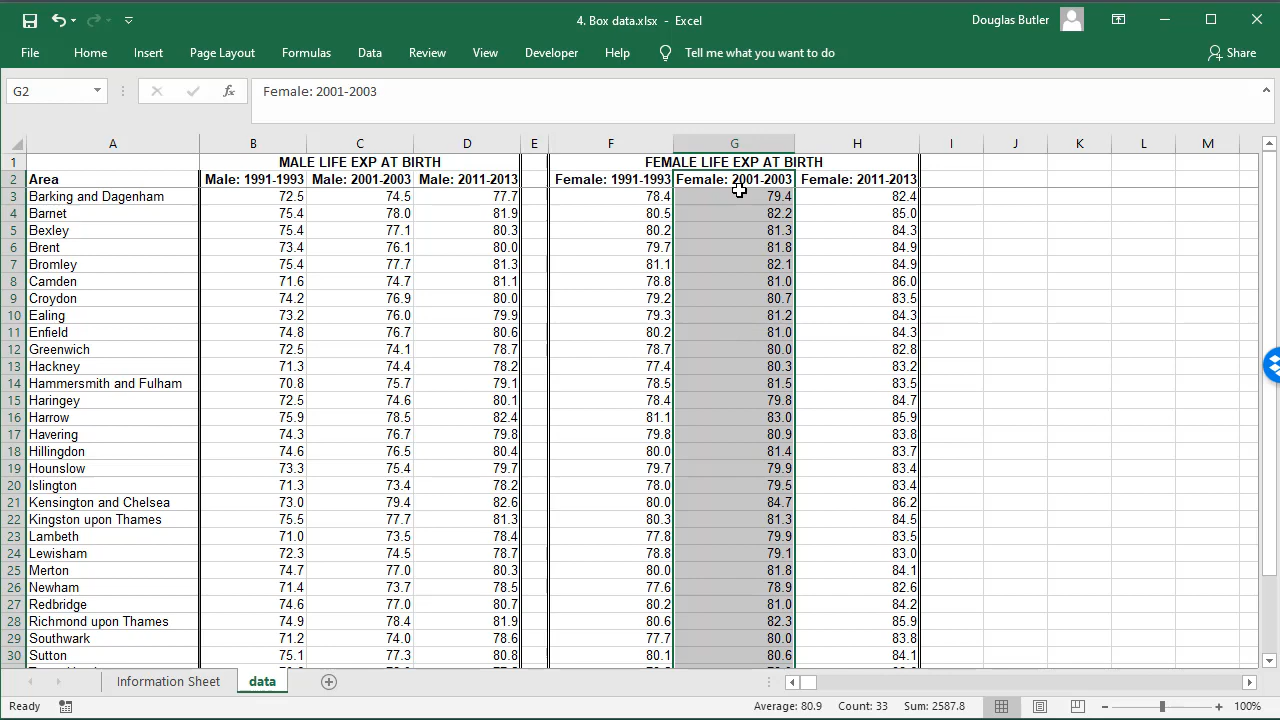 4. Box data.xlsx - Excel
Douglas Butler
File Home Insert Page Layout Formulas Data Review View Developer Help Tell me what you want to do Share
G2 fx Female: 2001-2003
A B C D E F G H I J K L M
1 MALE LIFE EXP AT BIRTH FEMALE LIFE EXP AT BIRTH
2 Area Male: 1991-1993 Male: 2001-2003 Male: 2011-2013 Female: 1991-1993 Female: 2001-2003 Female: 2011-2013
3 Barking and Dagenham 72.5 74.5 77.7 78.4 79.4 82.4
4 Barnet 75.4 78.0 81.9 80.5 82.2 85.0
5 Bexley 75.4 77.1 80.3 80.2 81.3 84.3
6 Brent 73.4 76.1 80.0 79.7 81.8 84.9
7 Bromley 75.4 77.7 81.3 81.1 82.1 84.9
8 Camden 71.6 74.7 81.1 78.8 81.0 86.0
9 Croydon 74.2 76.9 80.0 79.2 80.7 83.5
10 Ealing 73.2 76.0 79.9 79.3 81.2 84.3
11 Enfield 74.8 76.7 80.6 80.2 81.0 84.3
12 Greenwich 72.5 74.1 78.7 78.7 80.0 82.8
13 Hackney 71.3 74.4 78.2 77.4 80.3 83.2
14 Hammersmith and Fulham 70.8 75.7 79.1 78.5 81.5 83.5
15 Haringey 72.5 74.6 80.1 78.4 79.8 84.7
16 Harrow 75.9 78.5 82.4 81.1 83.0 85.9
17 Havering 74.3 76.7 79.8 79.8 80.9 83.8
18 Hillingdon 74.6 76.5 80.4 80.0 81.4 83.7
19 Hounslow 73.3 75.4 79.7 79.7 79.9 83.4
20 Islington 71.3 73.4 78.2 78.0 79.5 83.4
21 Kensington and Chelsea 73.0 79.4 82.6 80.0 84.7 86.2
22 Kingston upon Thames 75.5 77.7 81.3 80.3 81.3 84.5
23 Lambeth 71.0 73.5 78.4 77.8 79.9 83.5
24 Lewisham 72.3 74.5 78.7 78.8 79.1 83.0
25 Merton 74.7 77.0 80.3 80.0 81.8 84.1
26 Newham 71.4 73.7 78.5 77.6 78.9 82.6
27 Redbridge 74.6 77.0 80.7 80.2 81.0 84.2
28 Richmond upon Thames 74.9 78.4 81.9 80.6 82.3 85.9
29 Southwark 71.2 74.0 78.6 77.7 80.0 83.8
30 Sutton 75.1 77.3 80.8 80.1 80.6 84.1
Information Sheet data
Ready Average: 80.9 Count: 33 Sum: 2587.8 100%